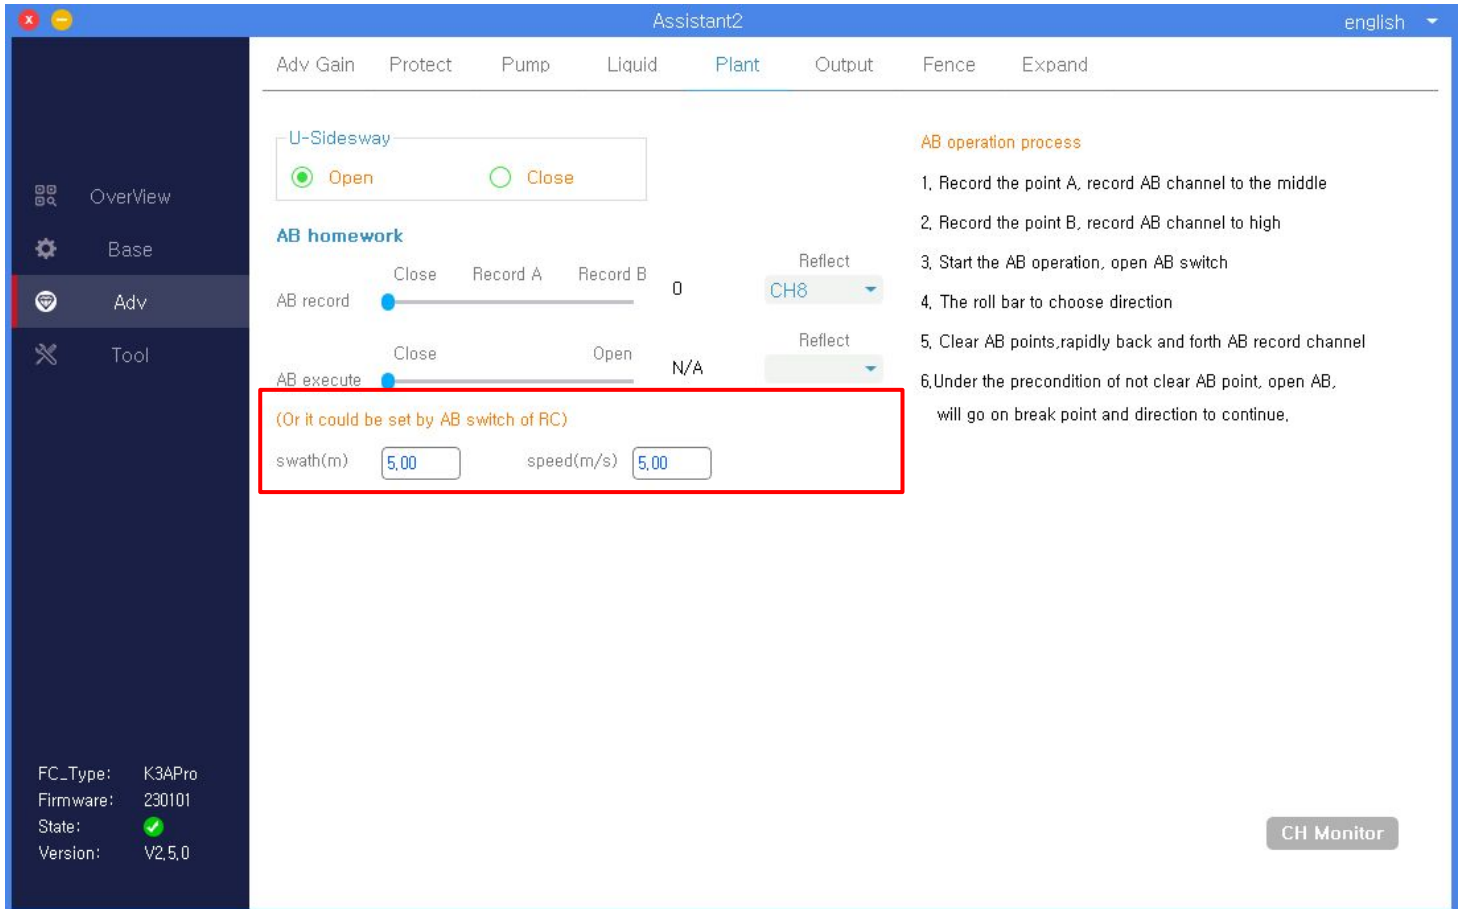 Assistant2
english
Adv Gain Protect Pump Liquid Plant Output Fence Expand
OverView
Base
Adv
Tool
FC_Type: K3APro
Firmware: 230101
State:
Version: V2.5.0
U-Sidesway
Open Close
AB homework
Close Record A Record B Reflect
AB record 0 CH8
Close Open Reflect
AB execute N/A
(Or it could be set by AB switch of RC)
swath(m) 5.00 speed(m/s) 5.00
AB operation process
1. Record the point A, record AB channel to the middle
2. Record the point B, record AB channel to high
3. Start the AB operation, open AB switch
4. The roll bar to choose direction
5. Clear AB points,rapidly back and forth AB record channel
6.Under the precondition of not clear AB point, open AB,
will go on break point and direction to continue.
CH Monitor